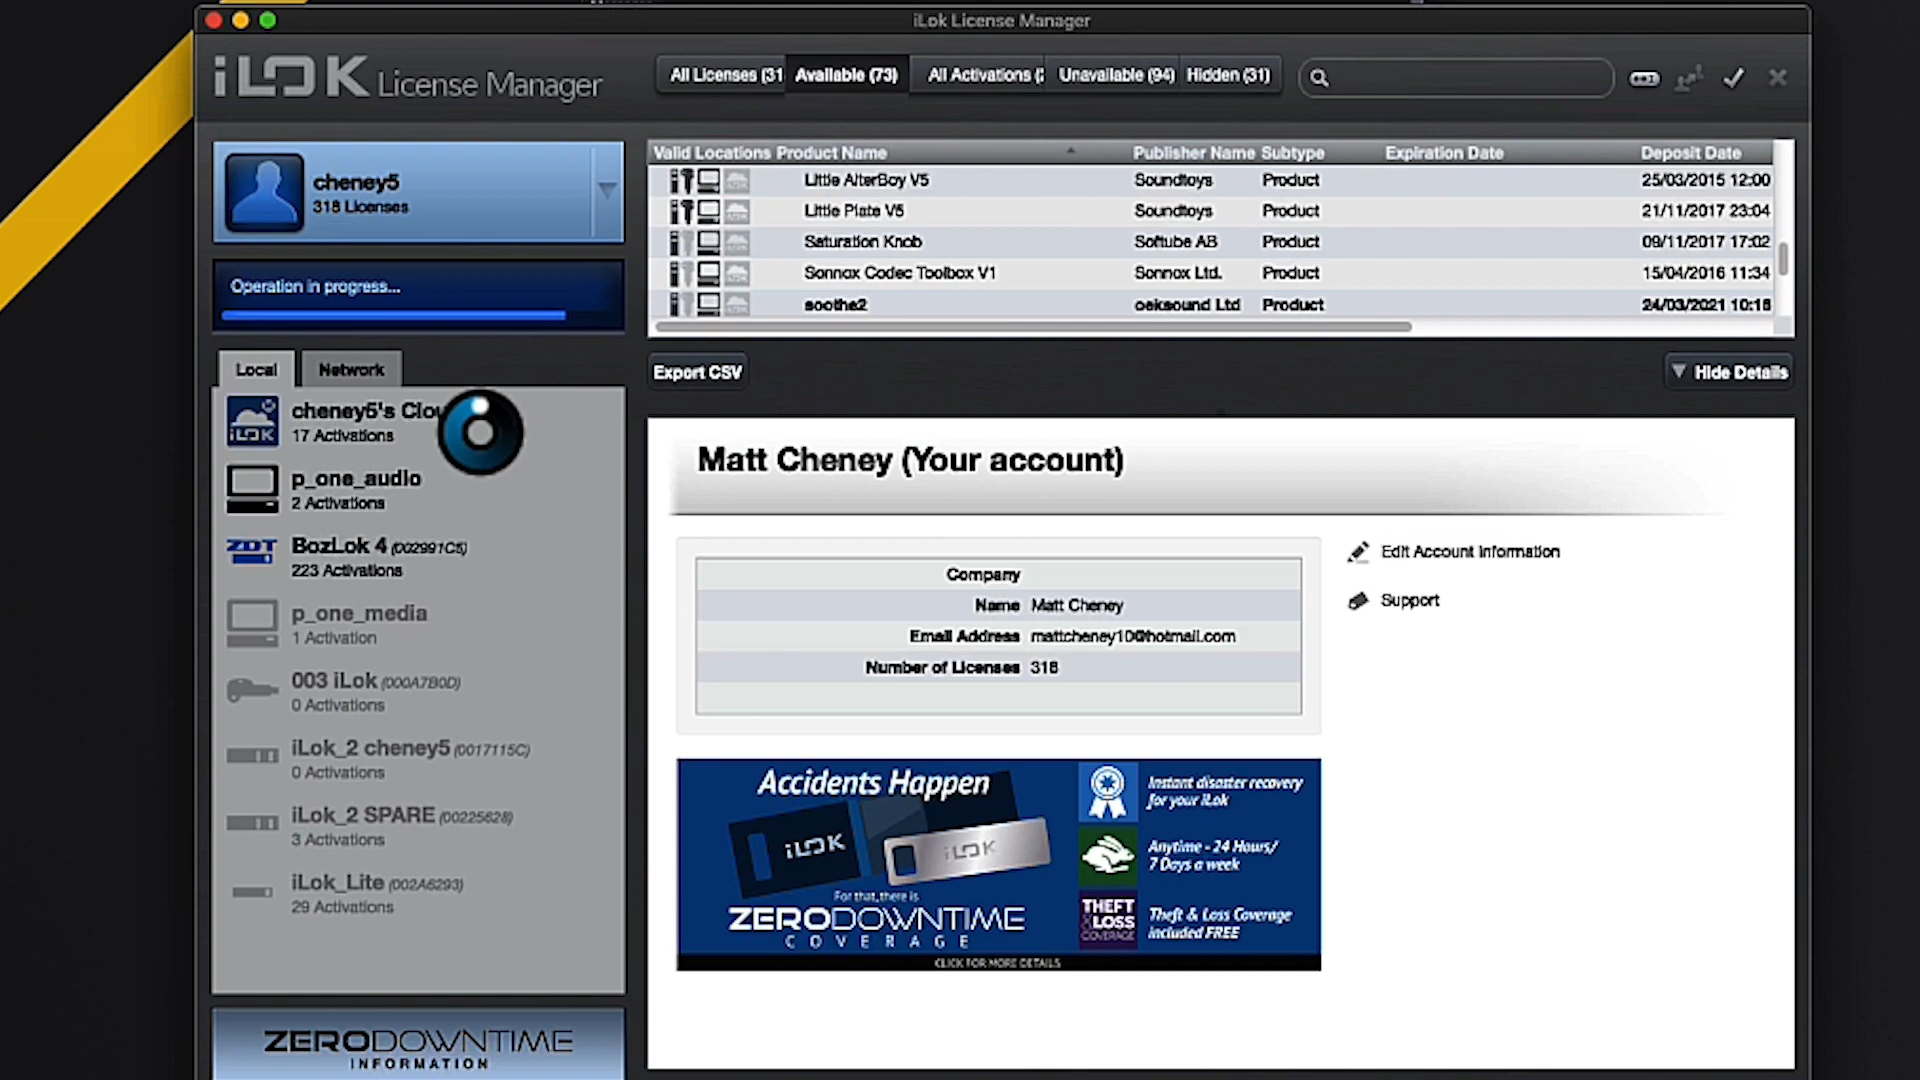 iLok License Manager
iLOK License Manager
All Licenses (31
Available (73)
All Activations (2
Unavailable (94)
Hidden (31)
cheney5
318 Licenses
Operation in progress...
Valid Locations Product Name Publisher Name Subtype Expiration Date Deposit Date
Little AlterBoy V5 Soundtoys Product 25/03/2015 12:00
Little Plate V5 Soundtoys Product 21/11/2017 23:04
Saturation Knob Softube AB Product 09/11/2017 17:02
Sonnox Codec Toolbox V1 Sonnox Ltd. Product 15/04/2016 11:34
soothe2 oeksound Ltd Product 24/03/2021 10:18
Export CSV
Hide Details
Local
Network
cheney5's Clou
17 Activations
iLOK
p_one_audio
2 Activations
ZDT
BozLok 4 (002991C5)
223 Activations
p_one_media
1 Activation
003 iLok (000A7B0D)
0 Activations
iLok_2 cheney5 (0017115C)
0 Activations
iLok_2 SPARE (00225628)
3 Activations
iLok_Lite (002A6293)
29 Activations
ZERODOWNTIME
INFORMATION
Matt Cheney (Your account)
Company
Name Matt Cheney
Email Address mattcheney10@hotmail.com
Number of Licenses 318
Edit Account Information
Support
Accidents Happen
iLOK
iLOK
For that, there is
ZERODOWNTIME
COVERAGE
Instant disaster recovery
for your iLok
Anytime - 24 Hours/
7 Days a week
THEFT
& LOSS
COVERAGE
Theft & Loss Coverage
included FREE
CLICK FOR MORE DETAILS